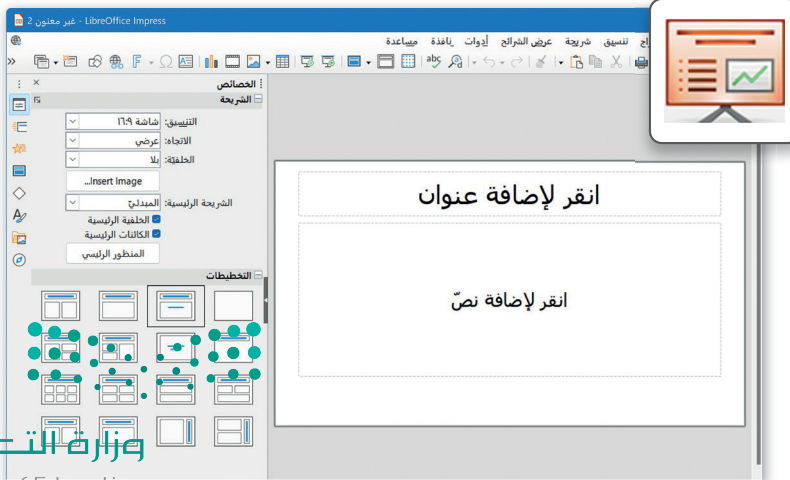 غير معنون 2 - LibreOffice Impress
تنسيق شريحة عرض الشرائح أدوات نافذة مساعدة
الخصائص
الشريحة
التنسيق: شاشة ١٦:٩
الاتجاه: عرضي
الخلفيّة: بلا
Insert Image...
الشريحة الرئيسية: المبدئيّ
الخلفية الرئيسية
الكائنات الرئيسية
المنظور الرئيسي
التخطيطات
انقر لإضافة عنوان
انقر لإضافة نصّ
وزارة